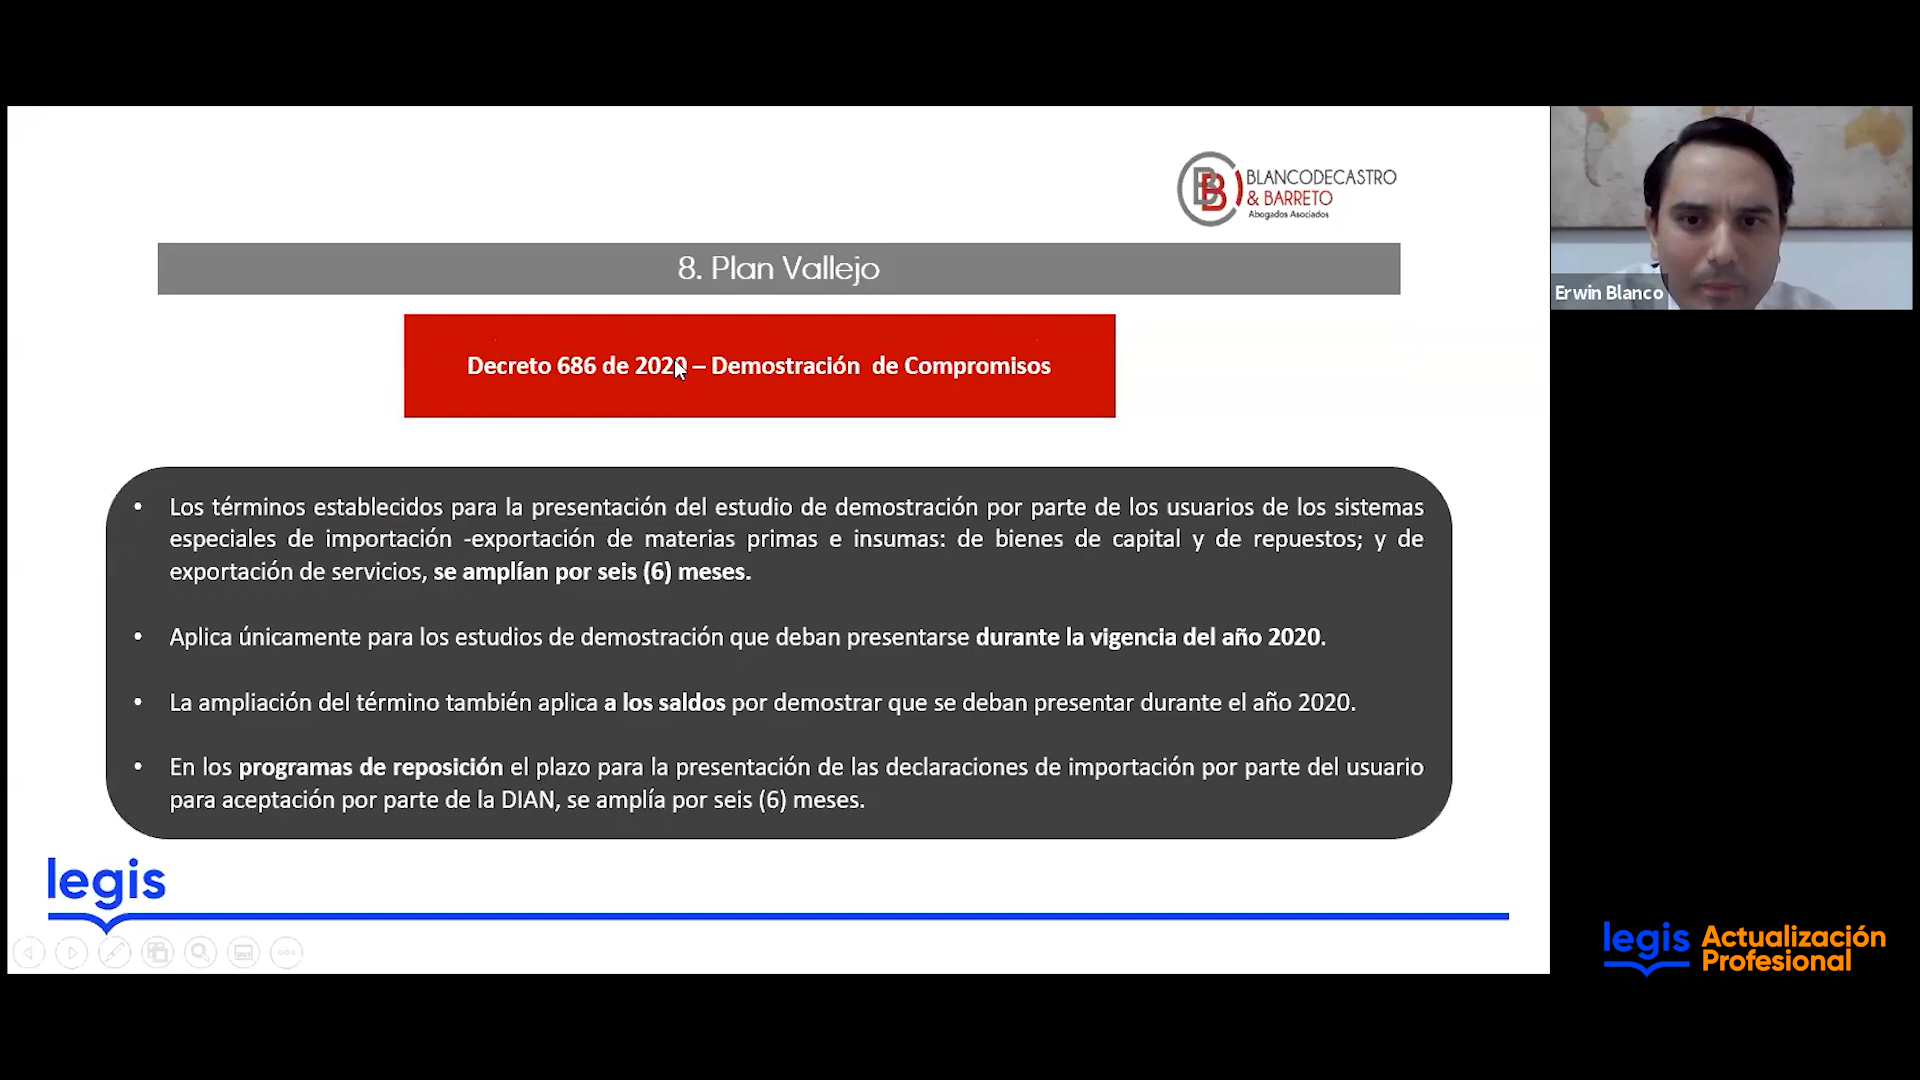 BLANCODECASTRO
& BARRETO
Abogados Asociados
8. Plan Vallejo
Erwin Blanco
Decreto 686 de 2020 – Demostración de Compromisos
• Los términos establecidos para la presentación del estudio de demostración por parte de los usuarios de los sistemas
especiales de importación -exportación de materias primas e insumas: de bienes de capital y de repuestos; y de
exportación de servicios, se amplían por seis (6) meses.
• Aplica únicamente para los estudios de demostración que deban presentarse durante la vigencia del año 2020.
• La ampliación del término también aplica a los saldos por demostrar que se deban presentar durante el año 2020.
• En los programas de reposición el plazo para la presentación de las declaraciones de importación por parte del usuario
para aceptación por parte de la DIAN, se amplía por seis (6) meses.
legis
legis Actualización
Profesional